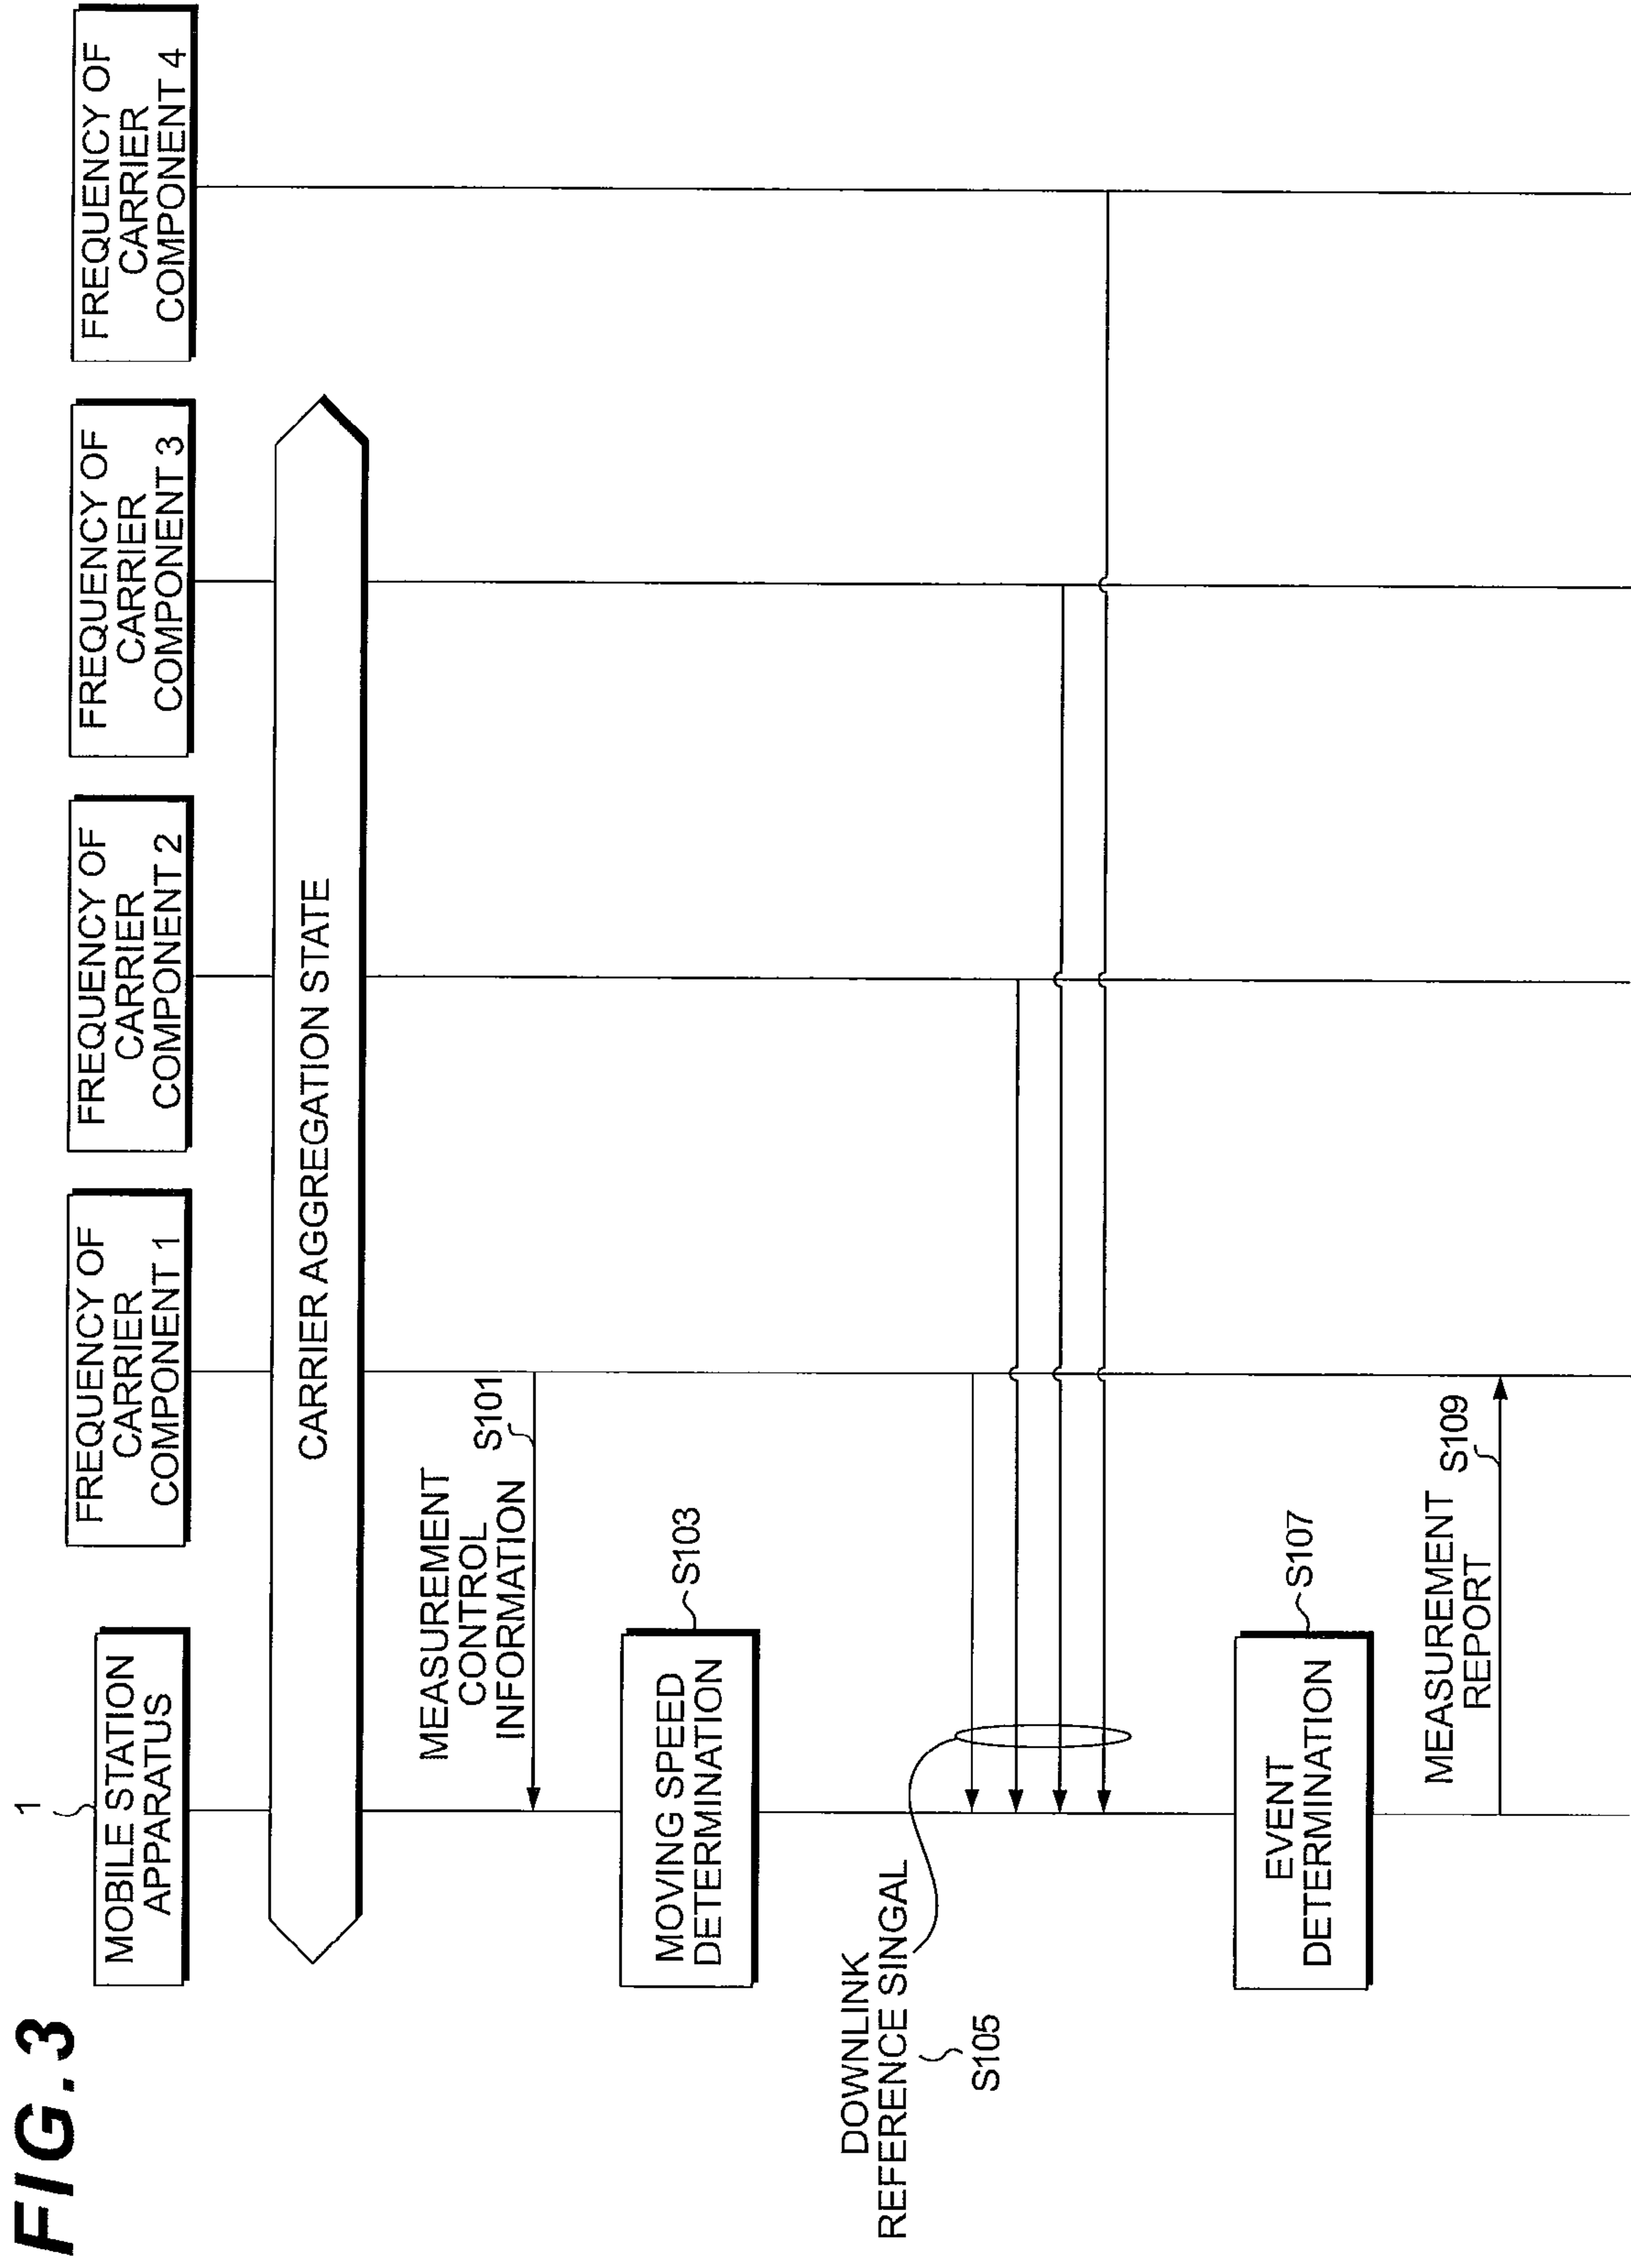 FIG. 3
1
MOBILE STATION
APPARATUS
FREQUENCY OF
CARRIER
COMPONENT 1
FREQUENCY OF
CARRIER
COMPONENT 2
FREQUENCY OF
CARRIER
COMPONENT 3
FREQUENCY OF
CARRIER
COMPONENT 4
CARRIER AGGREGATION STATE
MEASUREMENT
CONTROL
INFORMATION
S101
MOVING SPEED
DETERMINATION
S103
DOWNLINK
REFERENCE SINGAL
S105
EVENT
DETERMINATION
S107
MEASUREMENT
REPORT
S109